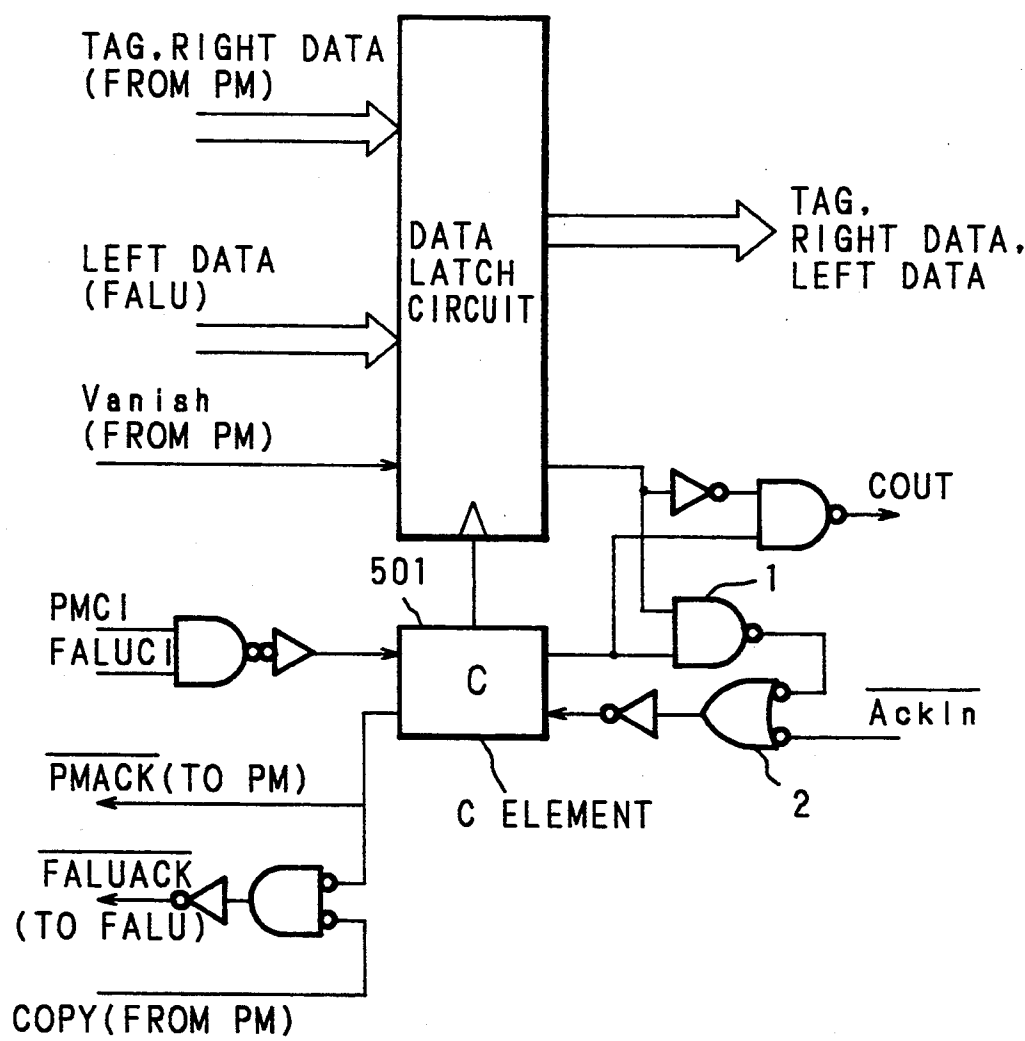 TAG.RIGHT DATA
(FROM PM)
DATA
LATCH
CIRCUIT
TAG,
RIGHT DATA,
LEFT DATA
LEFT DATA
(FALU)
Vanish
(FROM PM)
COUT
501
1
PMCI
FALUCI
C
AckIn
PMACK(TO PM)
C ELEMENT
2
FALUACK
(TO FALU)
COPY(FROM PM)